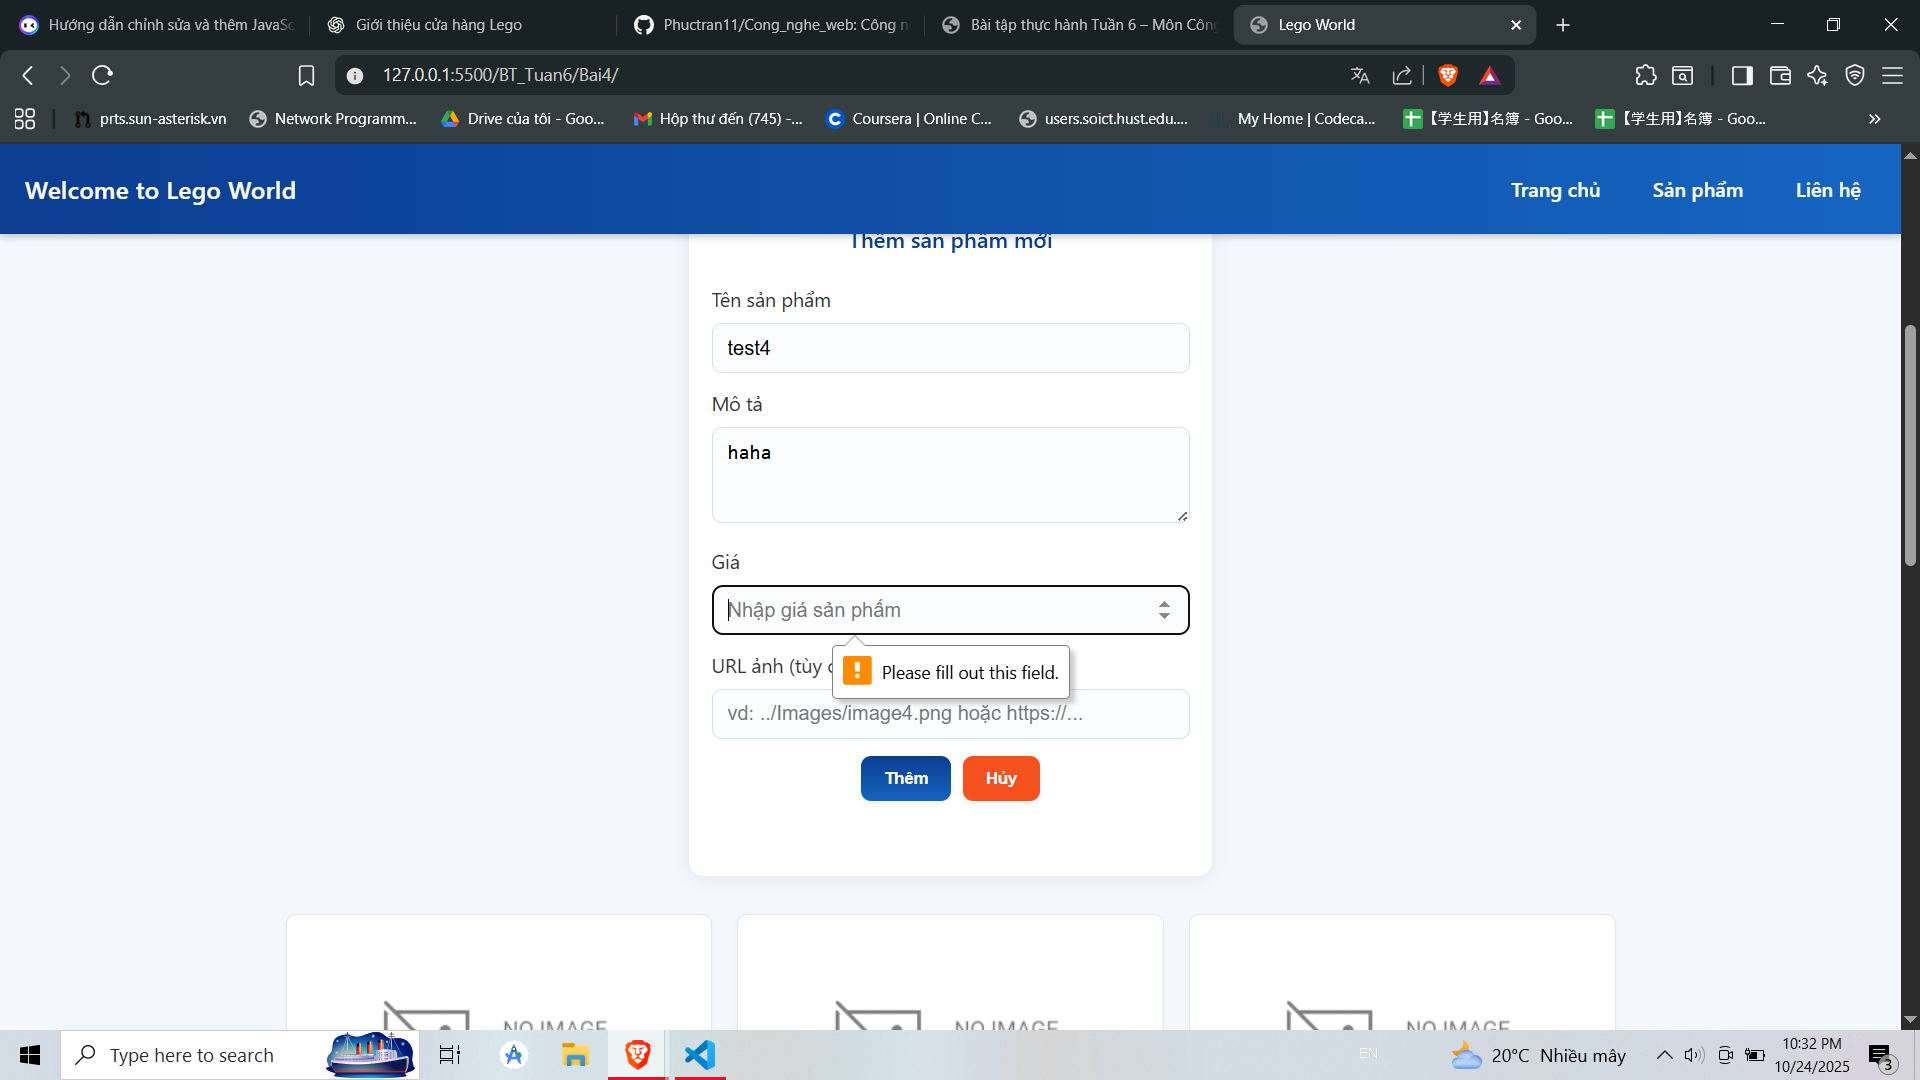 Hướng dẫn chỉnh sửa và thêm JavaSc
Giới thiệu cửa hàng Lego
Phuctran11/Cong_nghe_web: Công n
Bài tập thực hành Tuần 6 – Môn Côn
Lego World
127.0.0.1:5500/BT_Tuan6/Bai4/
prts.sun-asterisk.vn
Network Programm...
Drive của tôi - Goo...
Hộp thư đến (745) -...
Coursera | Online C...
users.soict.hust.edu....
My Home | Codeca...
【学生用】名簿 - Goo...
【学生用】名簿 - Goo...
Welcome to Lego World
Trang chủ
Sản phẩm
Liên hệ
Thêm sản phẩm mới
Tên sản phẩm
test4
Mô tả
haha
Giá
Nhập giá sản phẩm
URL ảnh (tùy c
Please fill out this field.
vd: ../Images/image4.png hoặc https://...
Thêm
Hủy
NO IMAGE
NO IMAGE
NO IMAGE
Type here to search
EN
20°C Nhiều mây
10:32 PM
10/24/2025
3